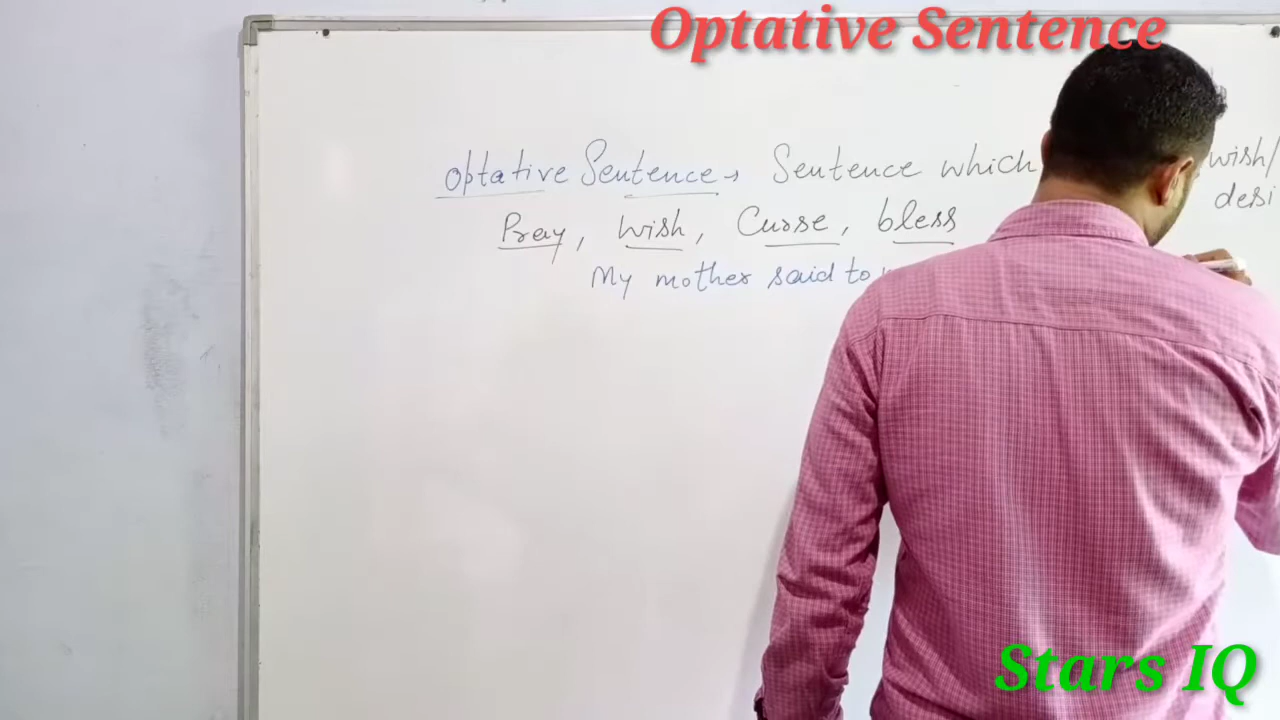 Optative Sentence
Optative Sentence → Sentence which wish/
desi
Pray, Wish, Curse, bless
My mother said to
Stars IQ